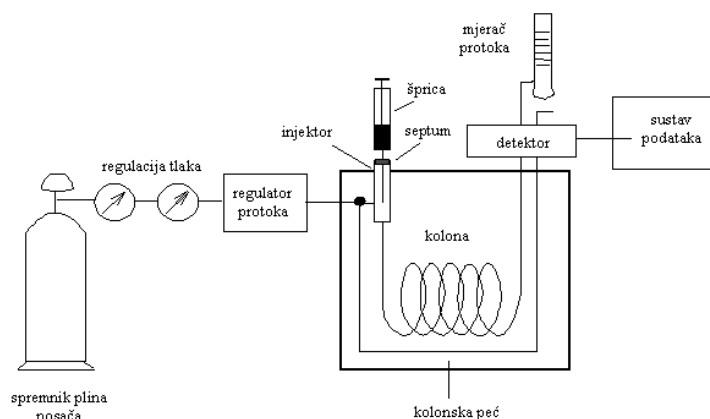 mjerač
protoka
šprica
injektor
septum
detektor
sustav
podataka
regulacija tlaka
regulator
protoka
kolona
spremnik plina
nosača
kolonska peć